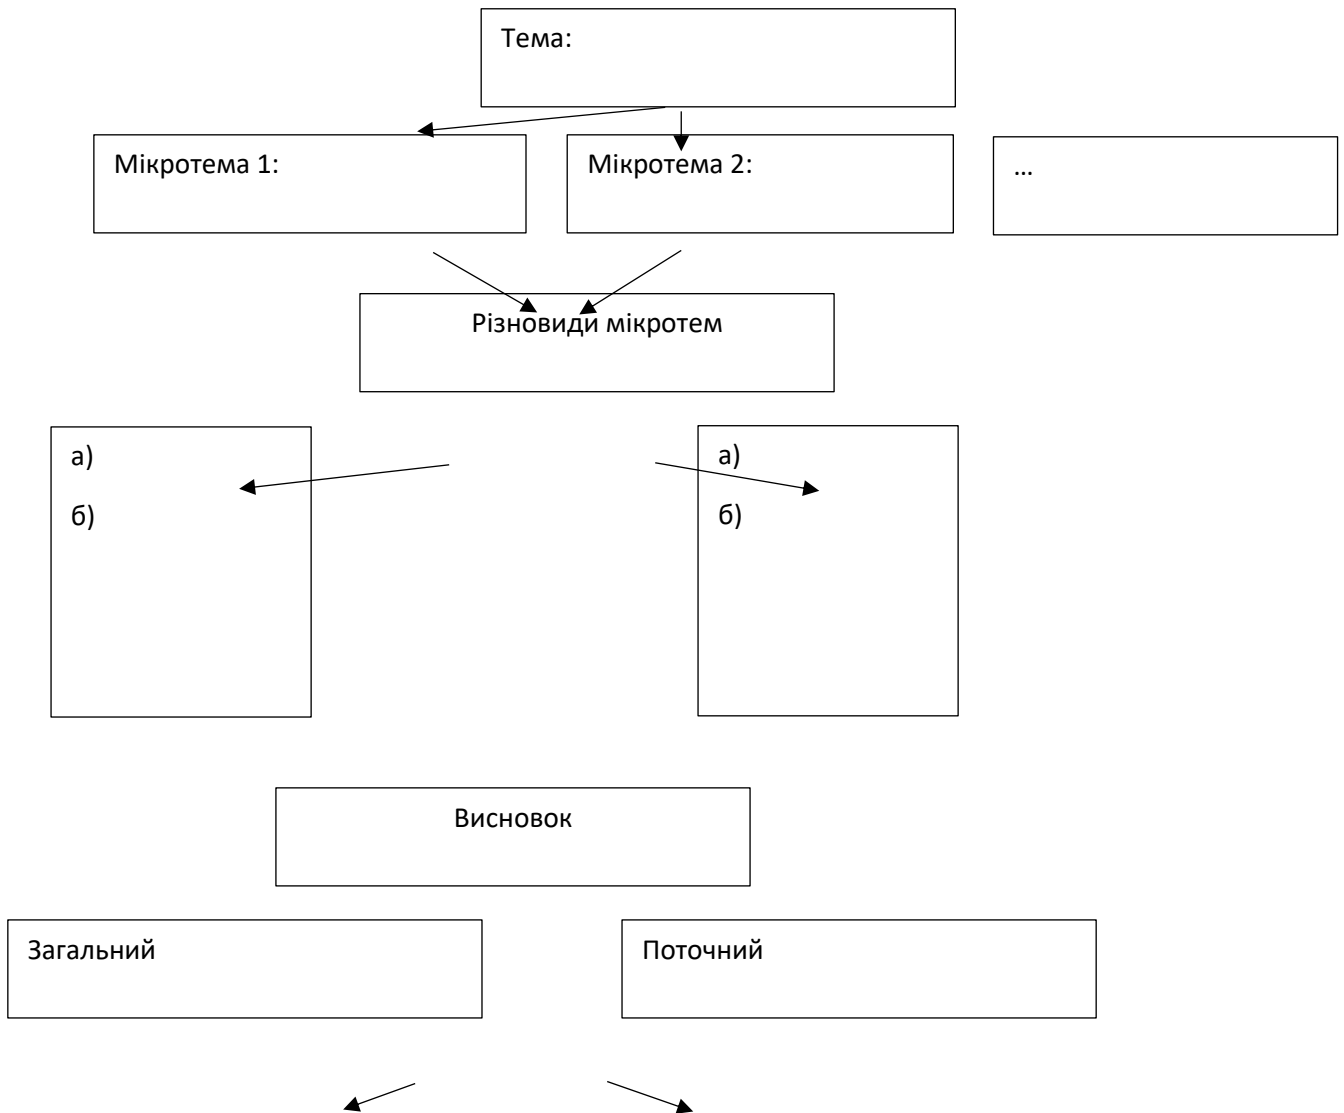 Тема:
Мікротема 1:
Мікротема 2:
...
Різновиди мікротем
а)
б)
а)
б)
Висновок
Загальний
Поточний